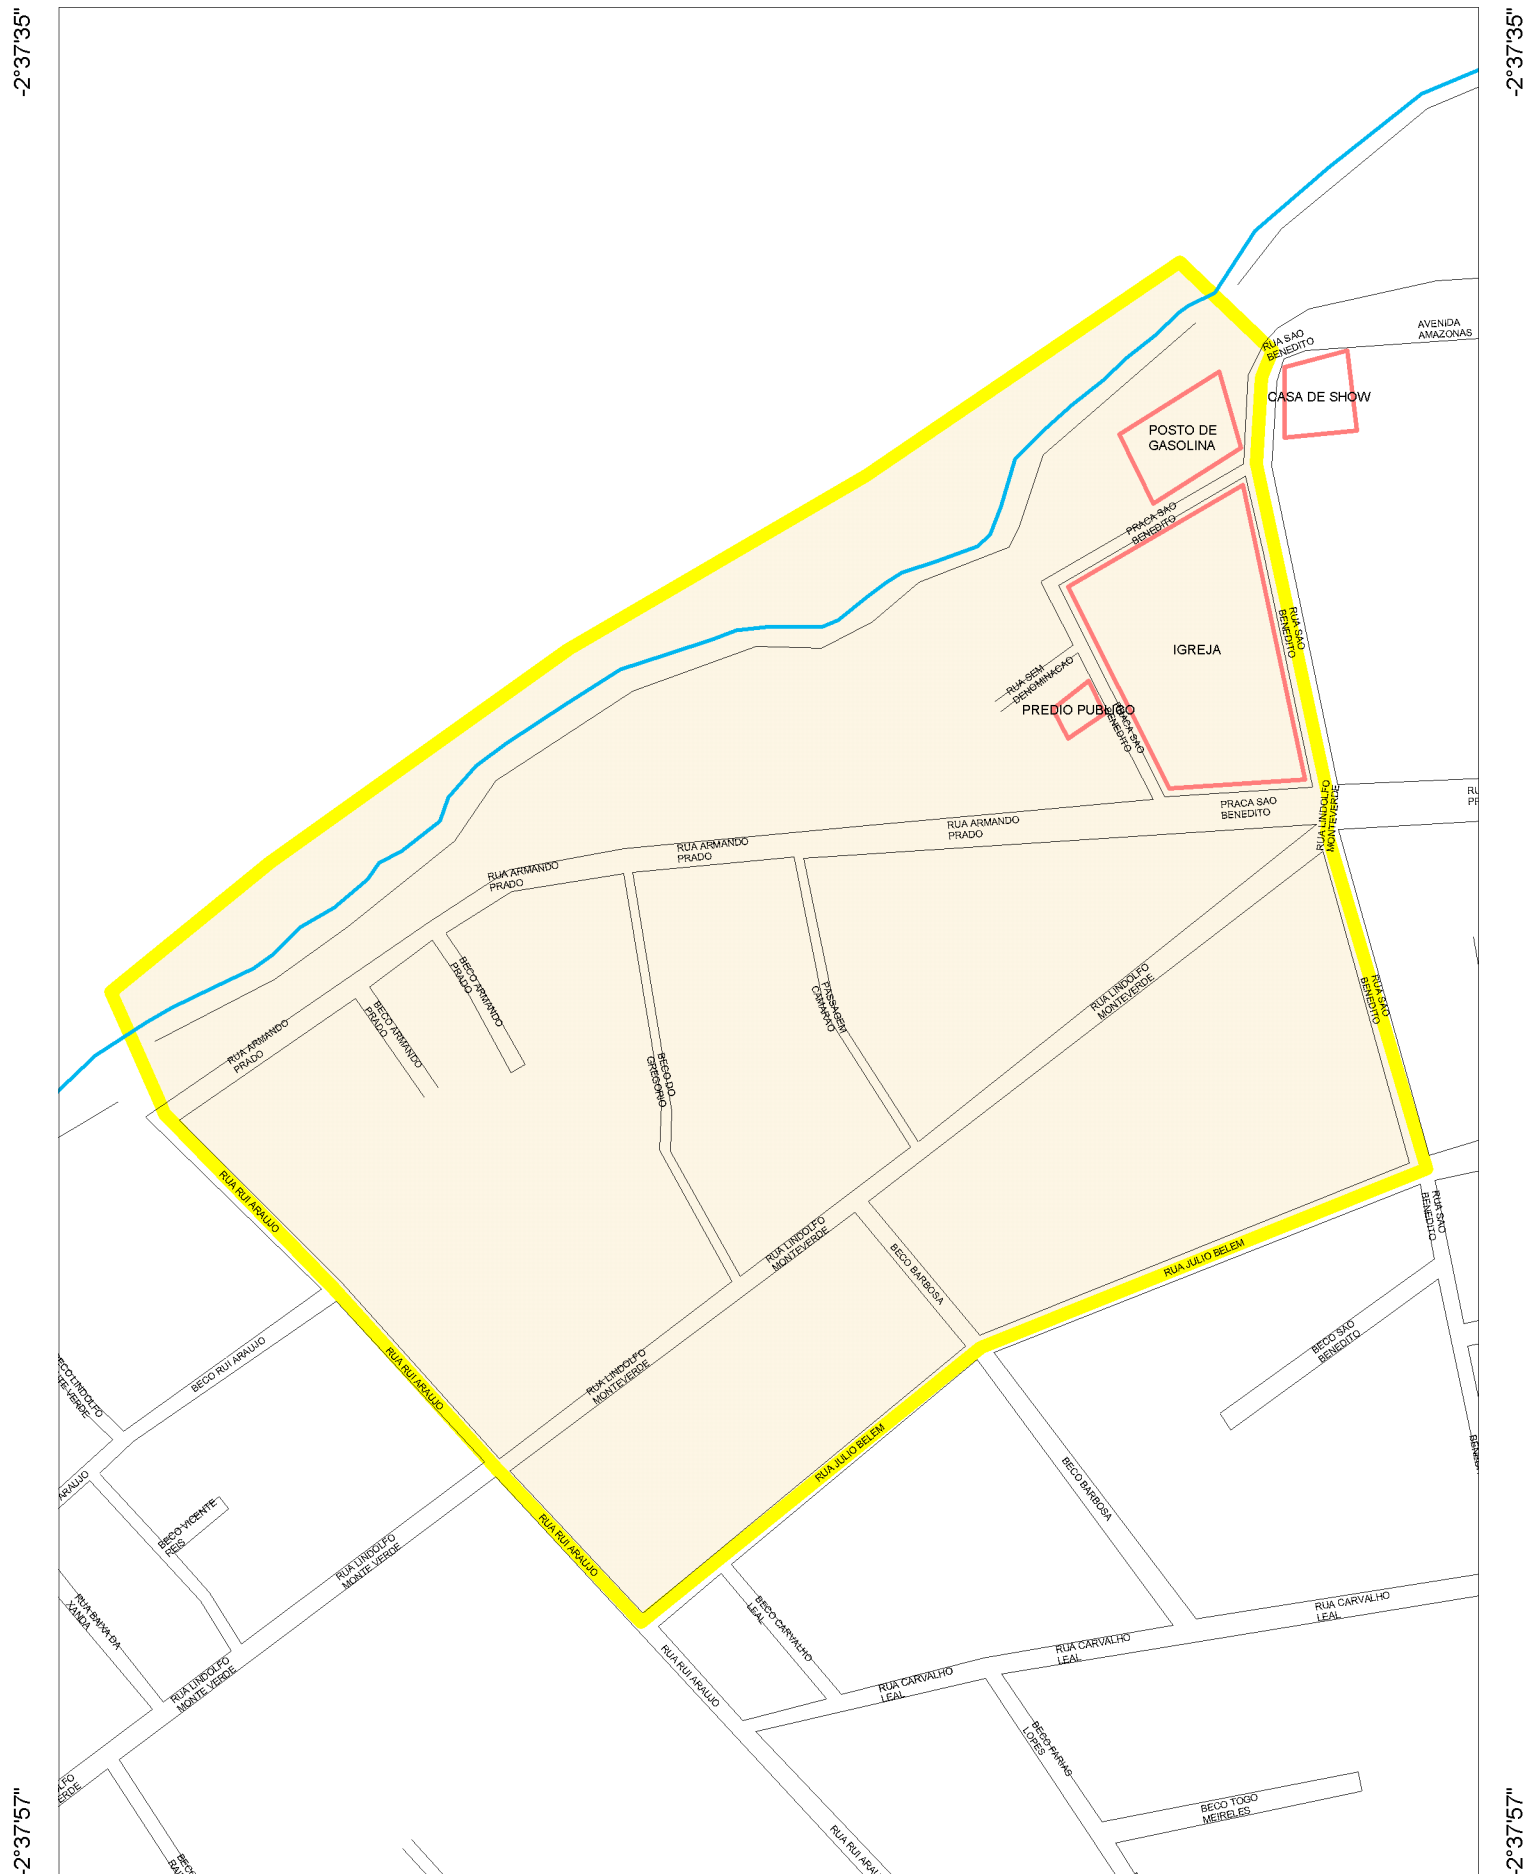 -2°37'35"
-2°37'35"
RUA SAO
BENEDITO
AVENIDA
AMAZONAS
CASA DE SHOW
POSTO DE
GASOLINA
PRACA SAO
BENEDITO
RUA SAO
BENEDITO
IGREJA
RUA SEM
DENOMINACAO
PREDIO PUBLICO
PRACA SAO
BENEDITO
PRACA SAO
BENEDITO
RUA LINDOLFO
MONTEVERDE
RUA ARMANDO
PRADO
RUA ARMANDO
PRADO
RUA ARMANDO
PRADO
BECO ARMANDO
PRADO
BECO ARMANDO
PRADO
RUA ARMANDO
PRADO
PASSAGEM
CAMARAO
RUA LINDOLFO
MONTEVERDE
RUA SAO
BENEDITO
BECO DO
GREGORIO
RUA RUI ARAUJO
RUA LINDOLFO
MONTEVERDE
BECO BARBOSA
RUA JULIO BELEM
RUA SAO
BENEDITO
BECO SAO
BENEDITO
BECO RUI ARAUJO
RUA RUI ARAUJO
RUA LINDOLFO
MONTEVERDE
RUA JULIO BELEM
BECO BARBOSA
ARAUJO
BECO VICENTE
REIS
RUA RUI ARAUJO
RUA LINDOLFO
MONTE VERDE
RUA BAIXA DA
XANDA
BECO CARVALHO
LEAL
RUA CARVALHO
LEAL
RUA CARVALHO
LEAL
RUA CARVALHO
LEAL
RUA RUI ARAUJO
RUA LINDOLFO
MONTE VERDE
BECO FARIAS
LOPES
BECO TOGO
MEIRELES
-2°37'57"
-2°37'57"